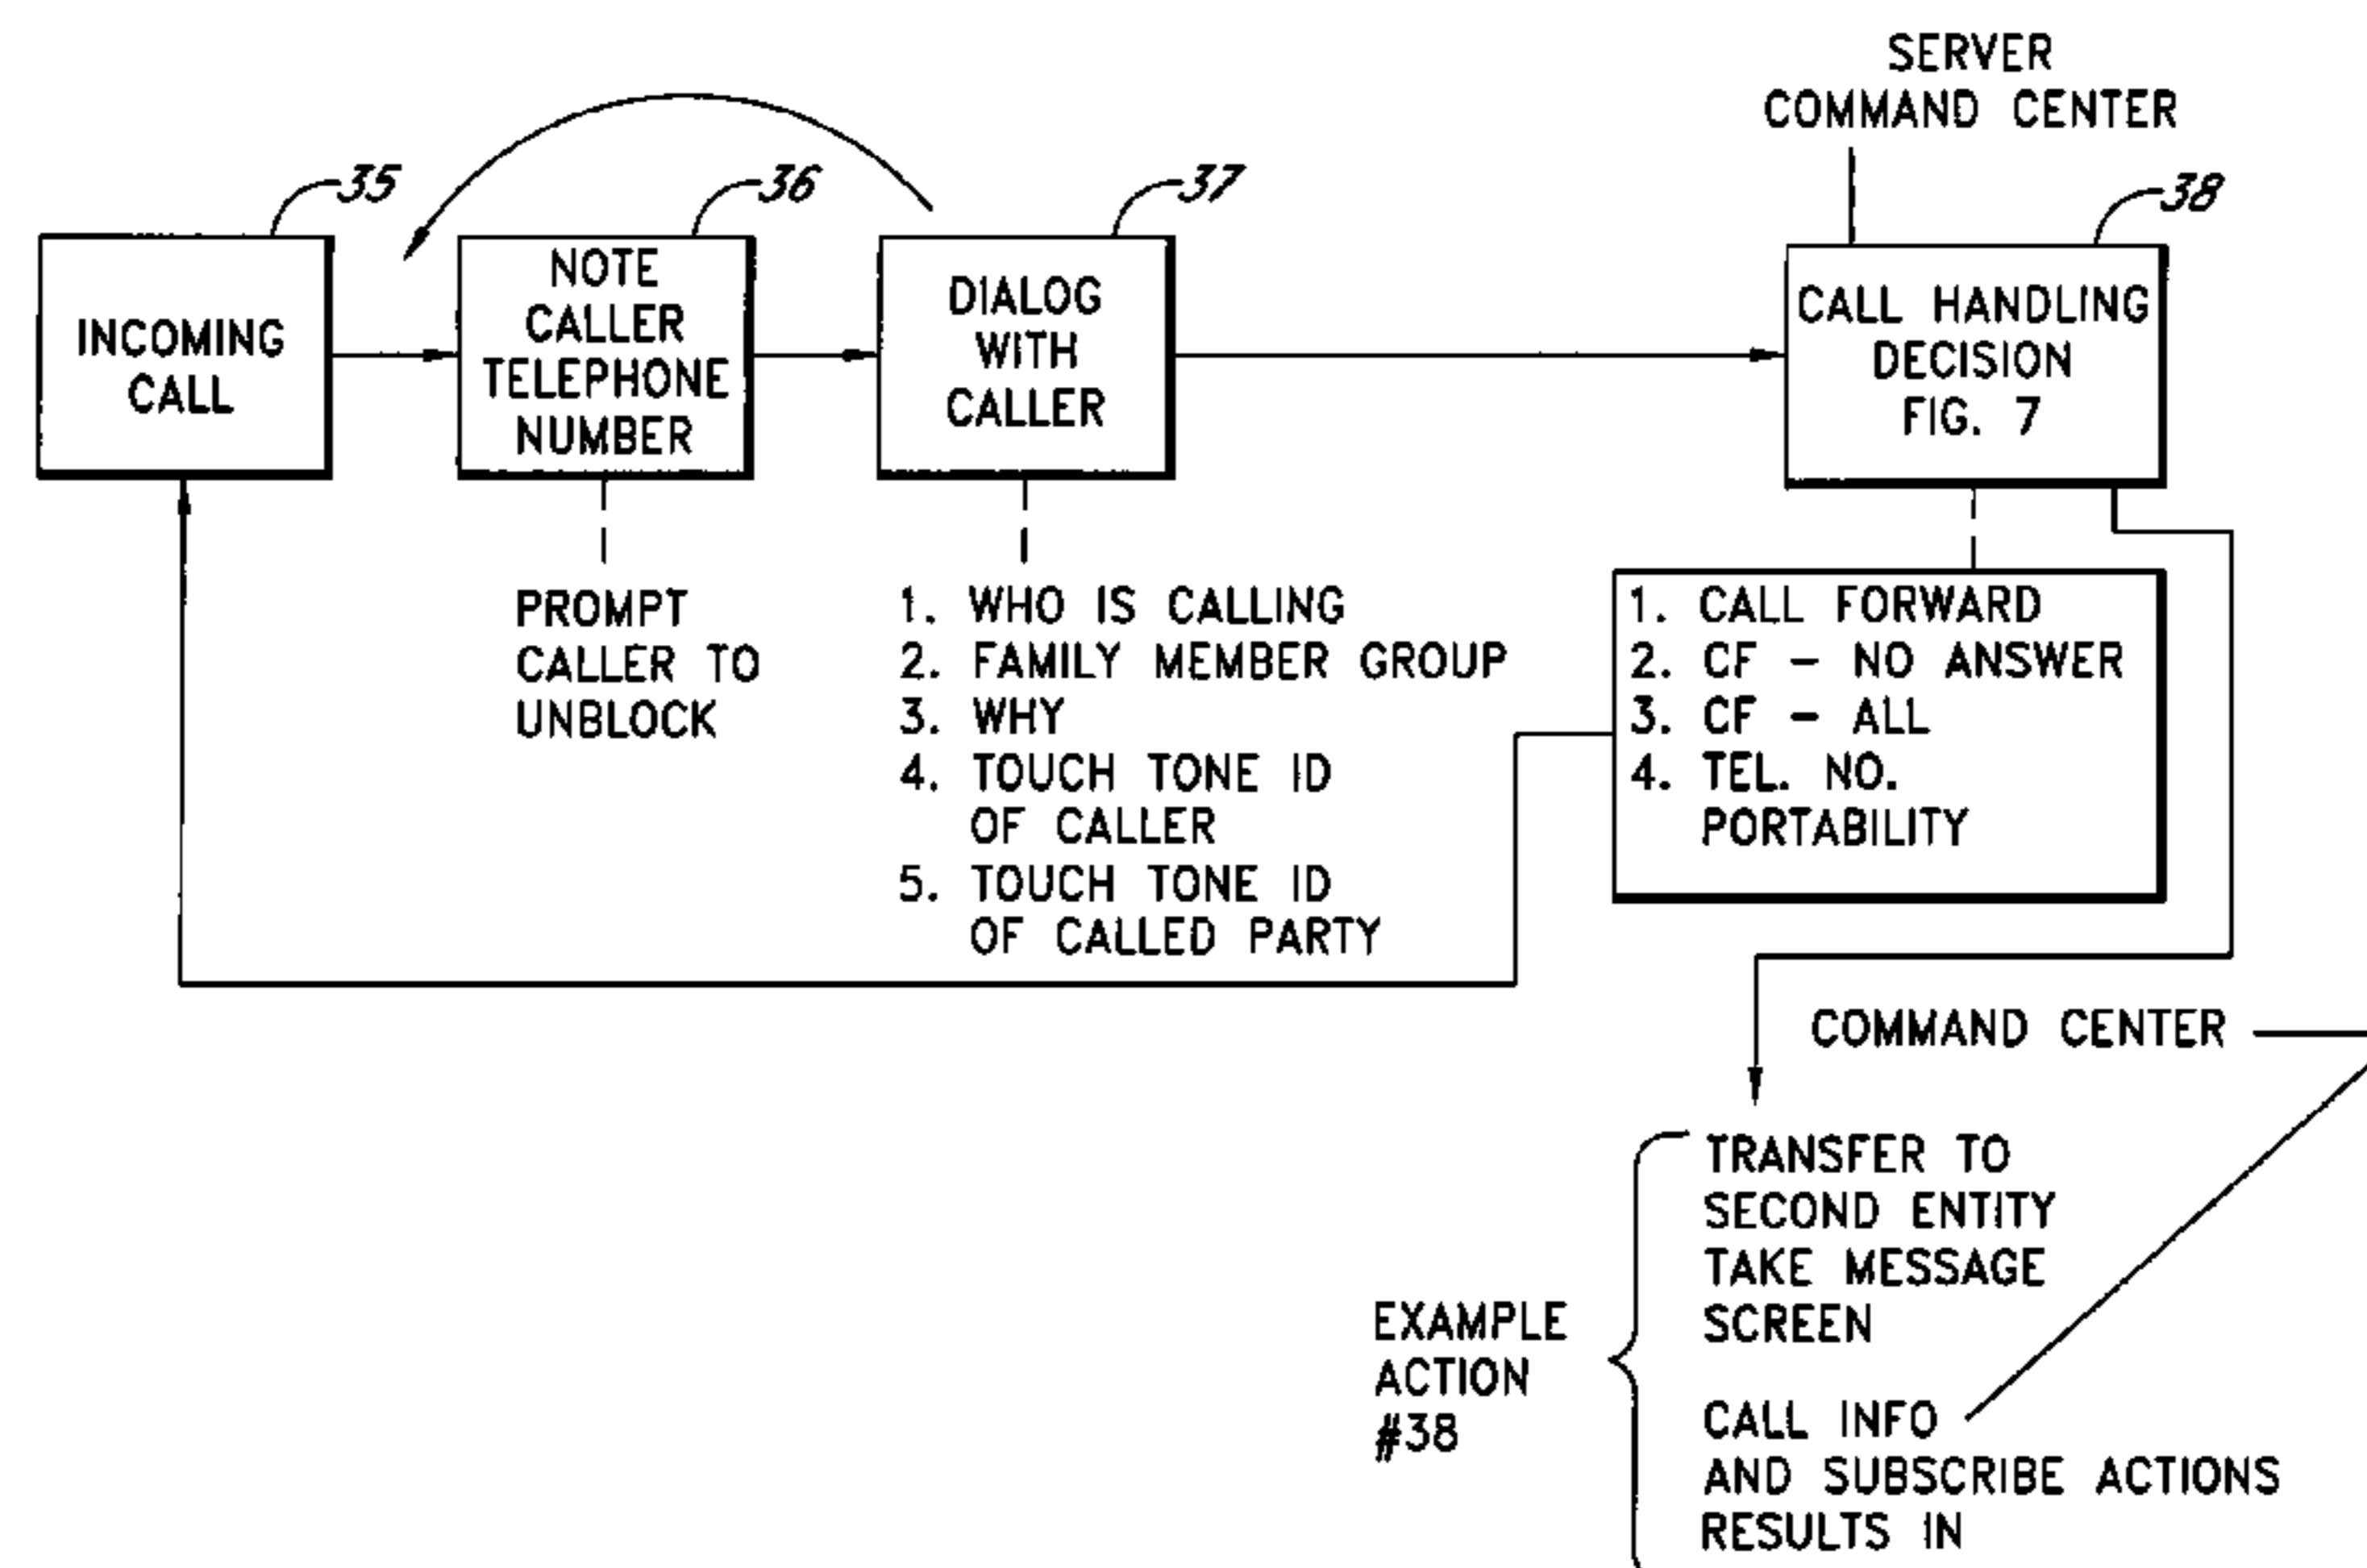 SERVER
COMMAND CENTER
35
36
37
38
INCOMING
CALL
NOTE
CALLER
TELEPHONE
NUMBER
DIALOG
WITH
CALLER
CALL HANDLING
DECISION
FIG. 7
PROMPT
CALLER TO
UNBLOCK
1. WHO IS CALLING
2. FAMILY MEMBER GROUP
3. WHY
4. TOUCH TONE ID
OF CALLER
5. TOUCH TONE ID
OF CALLED PARTY
1. CALL FORWARD
2. CF - NO ANSWER
3. CF - ALL
4. TEL. NO.
PORTABILITY
COMMAND CENTER
EXAMPLE
ACTION
#38
TRANSFER TO
SECOND ENTITY
TAKE MESSAGE
SCREEN
CALL INFO
AND SUBSCRIBE ACTIONS
RESULTS IN